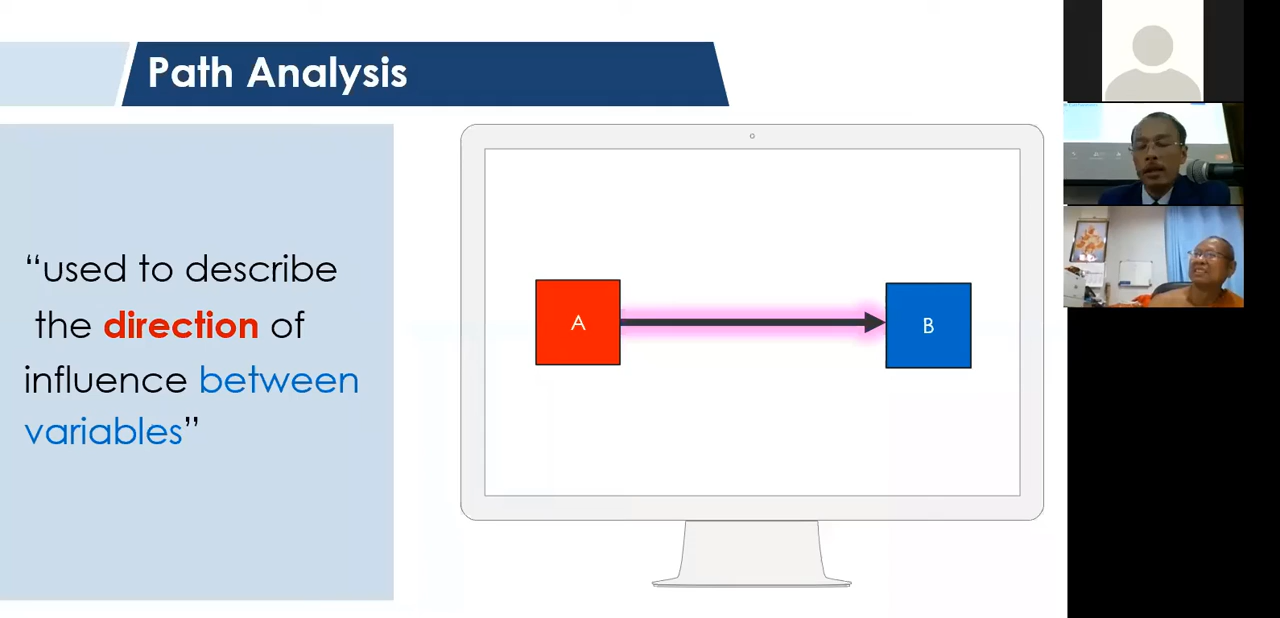 Path Analysis
“used to describe
the direction of
influence between
variables”
A
B